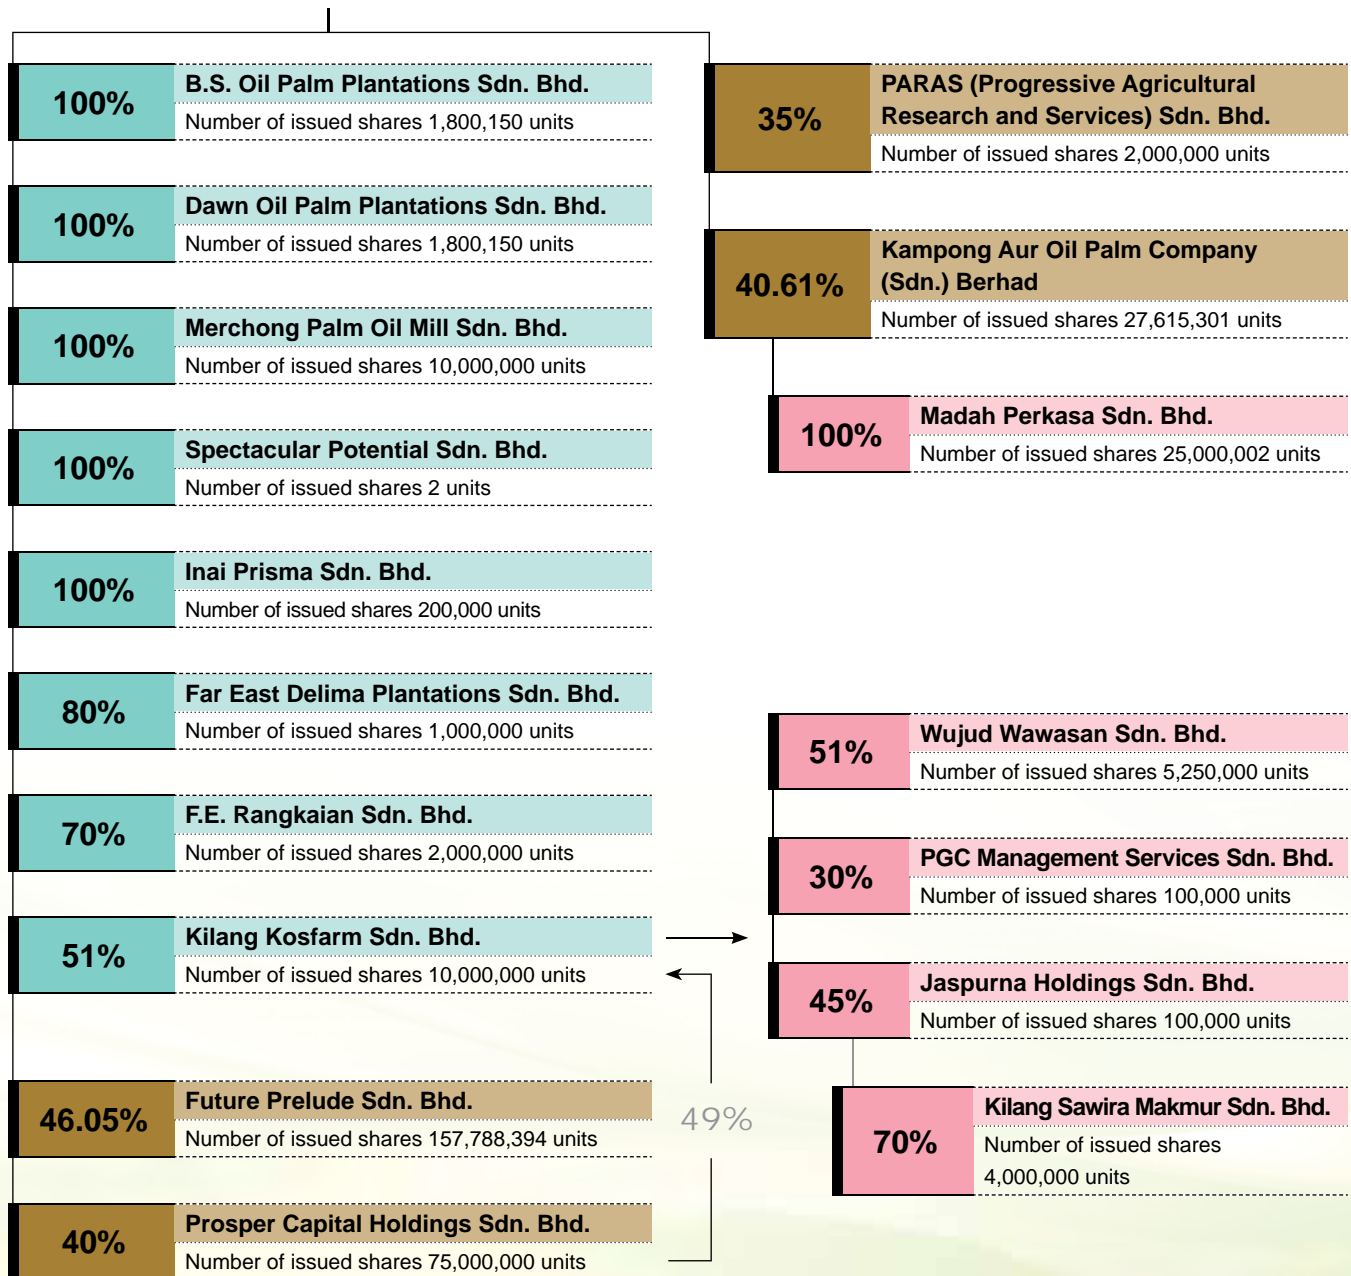 100%
B.S. Oil Palm Plantations Sdn. Bhd.
Number of issued shares 1,800,150 units
100%
Dawn Oil Palm Plantations Sdn. Bhd.
Number of issued shares 1,800,150 units
100%
Merchong Palm Oil Mill Sdn. Bhd.
Number of issued shares 10,000,000 units
100%
Spectacular Potential Sdn. Bhd.
Number of issued shares 2 units
100%
Inai Prisma Sdn. Bhd.
Number of issued shares 200,000 units
80%
Far East Delima Plantations Sdn. Bhd.
Number of issued shares 1,000,000 units
70%
F.E. Rangkaian Sdn. Bhd.
Number of issued shares 2,000,000 units
51%
Kilang Kosfarm Sdn. Bhd.
Number of issued shares 10,000,000 units
46.05%
Future Prelude Sdn. Bhd.
Number of issued shares 157,788,394 units
40%
Prosper Capital Holdings Sdn. Bhd.
Number of issued shares 75,000,000 units
49%
35%
PARAS (Progressive Agricultural
Research and Services) Sdn. Bhd.
Number of issued shares 2,000,000 units
40.61%
Kampong Aur Oil Palm Company
(Sdn.) Berhad
Number of issued shares 27,615,301 units
100%
Madah Perkasa Sdn. Bhd.
Number of issued shares 25,000,002 units
51%
Wujud Wawasan Sdn. Bhd.
Number of issued shares 5,250,000 units
30%
PGC Management Services Sdn. Bhd.
Number of issued shares 100,000 units
45%
Jaspurna Holdings Sdn. Bhd.
Number of issued shares 100,000 units
70%
Kilang Sawira Makmur Sdn. Bhd.
Number of issued shares
4,000,000 units